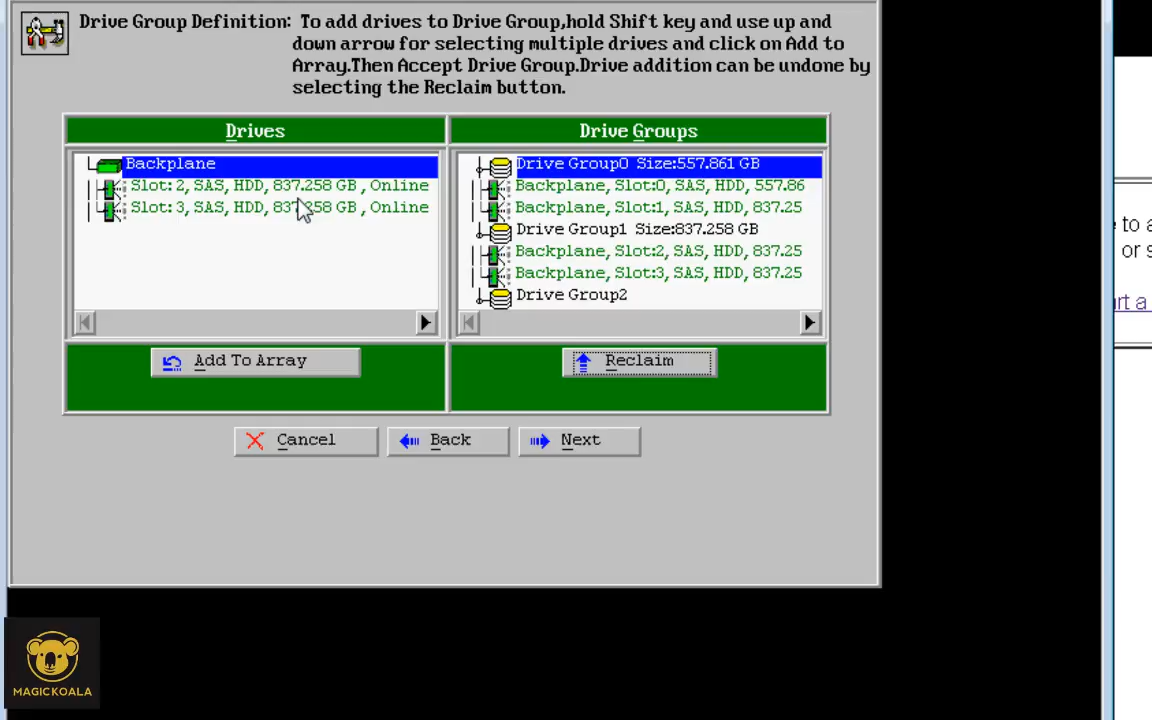 Drive Group Definition: To add drives to Drive Group,hold Shift key and use up and
down arrow for selecting multiple drives and click on Add to
Array.Then Accept Drive Group.Drive addition can be undone by
selecting the Reclaim button.
Drives
Backplane
Slot: 2, SAS, HDD, 837.258 GB , Online
Slot: 3, SAS, HDD, 837.258 GB , Online
Add To Array
Drive Groups
Drive Group0 Size:557.861 GB
Backplane, Slot:0, SAS, HDD, 557.86
Backplane, Slot:1, SAS, HDD, 837.25
Drive Group1 Size:837.258 GB
Backplane, Slot:2, SAS, HDD, 837.25
Backplane, Slot:3, SAS, HDD, 837.25
Drive Group2
Reclaim
Cancel
Back
Next
to a
or s
rt a
MAGICKOALA